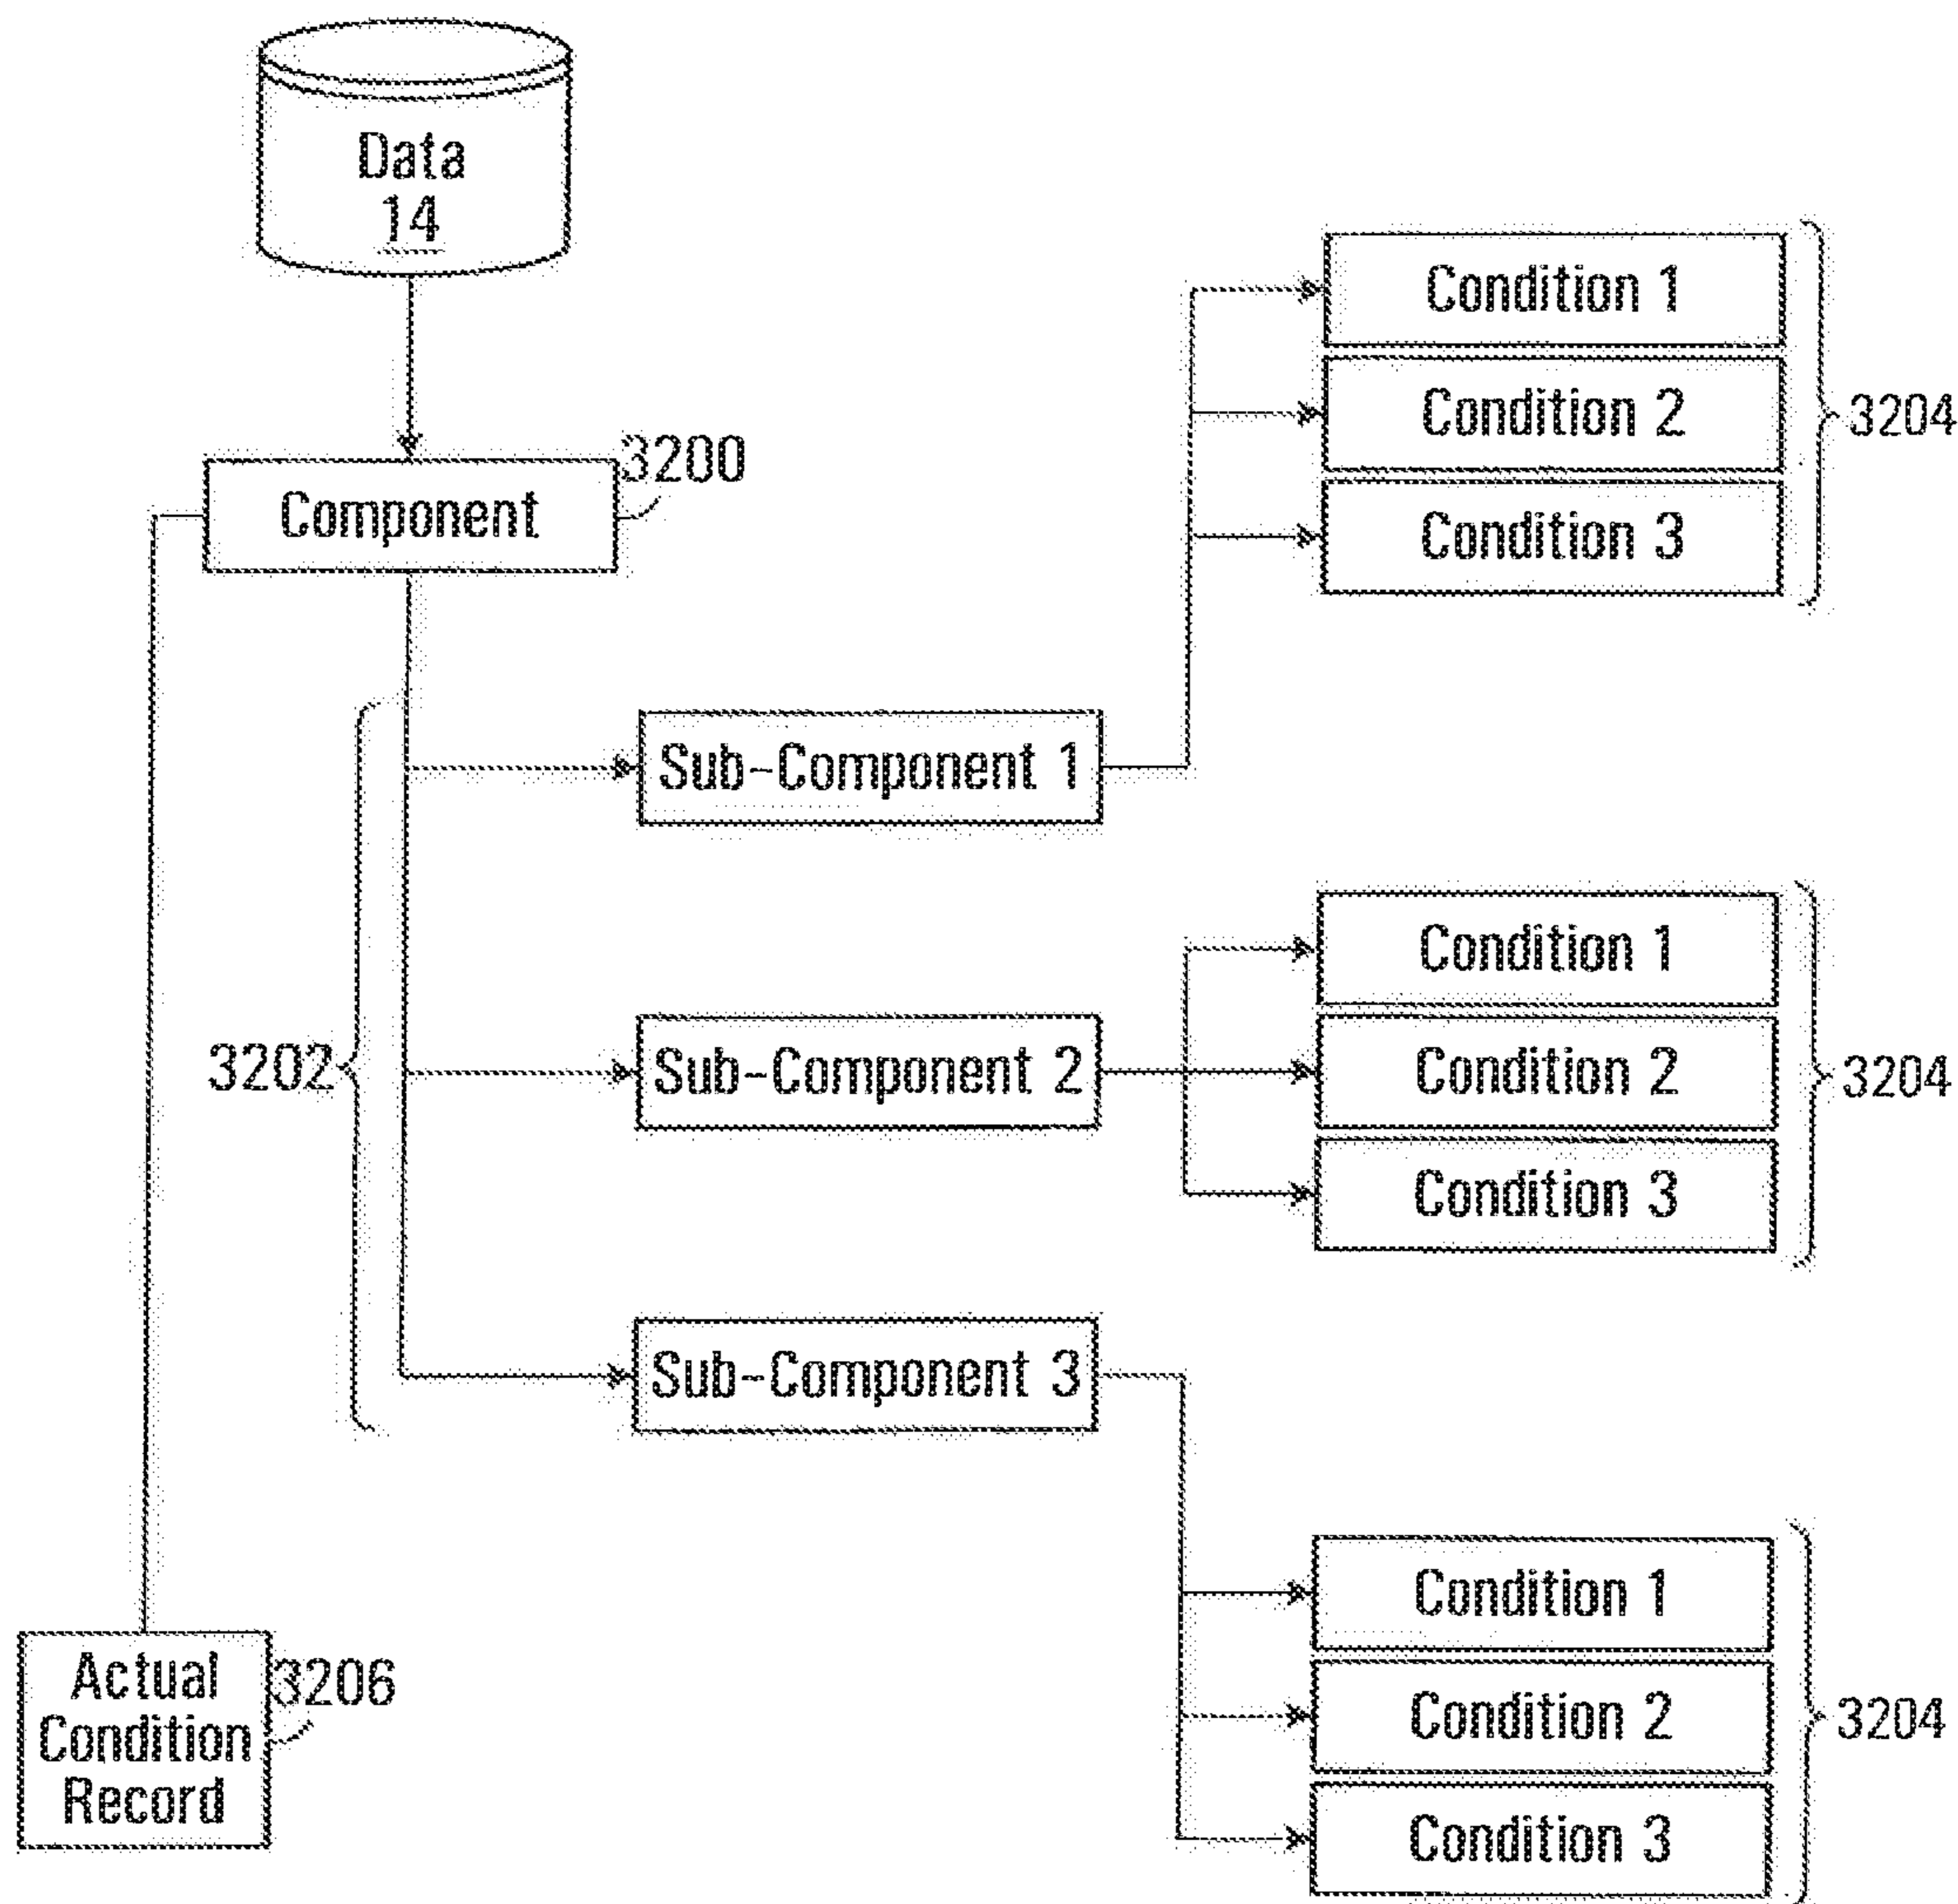 Data
14
Component
3200
Condition 1
Condition 2
Condition 3
3204
Sub-Component 1
3202
Sub-Component 2
Condition 1
Condition 2
Condition 3
3204
Sub-Component 3
Condition 1
Condition 2
Condition 3
3204
Actual
Condition
Record
3206